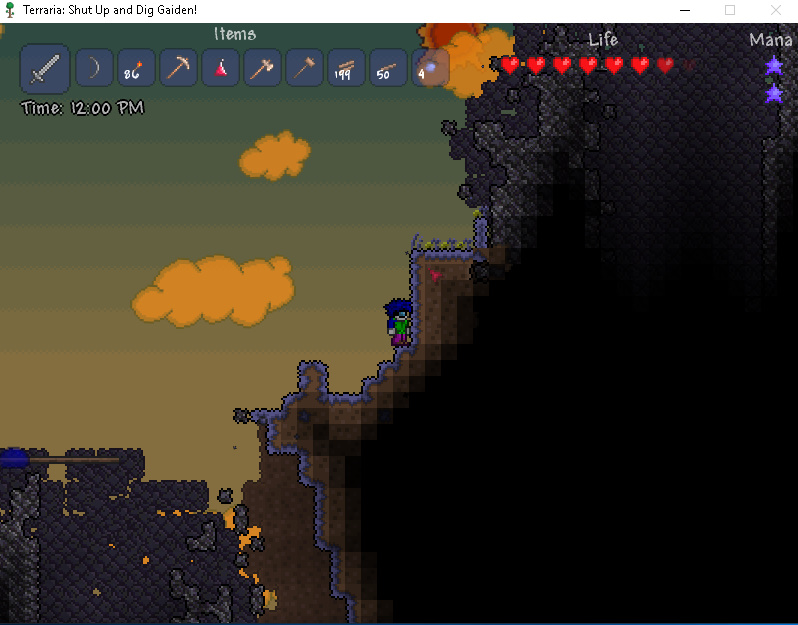 Terraria: Shut Up and Dig Gaiden!
Items
Life
Mana
86
199
50
4
Time: 12:00 PM